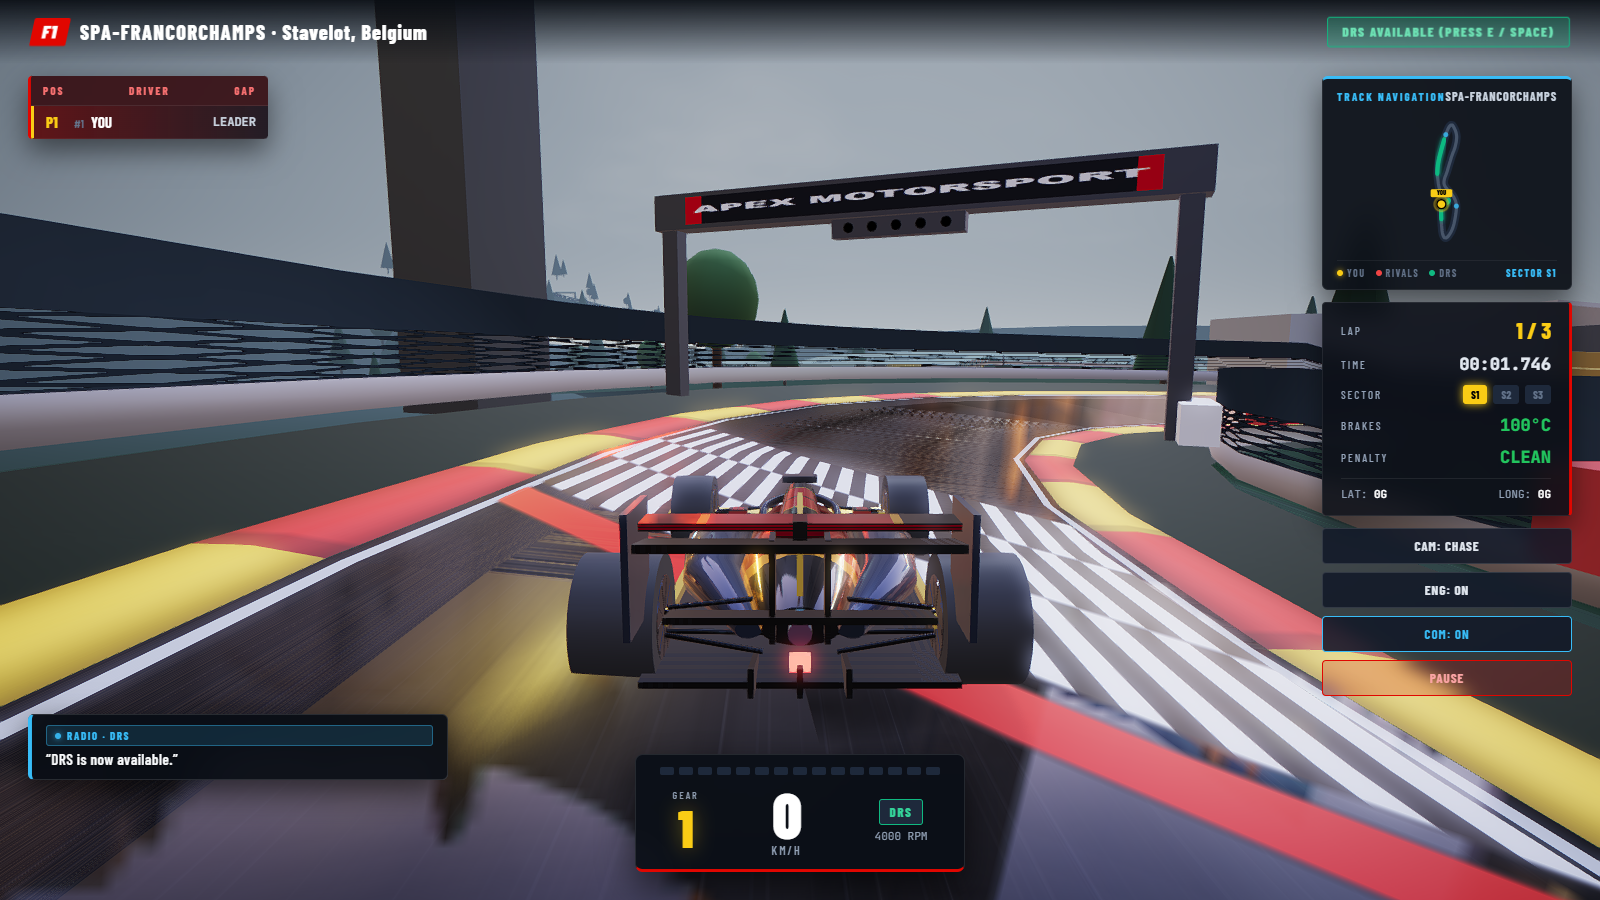 F1 SPA-FRANCORCHAMPS · Stavelot, Belgium
DRS AVAILABLE (PRESS E / SPACE)
POS DRIVER GAP
P1 #1 YOU LEADER
TRACK NAVIGATION SPA-FRANCORCHAMPS
YOU
YOU RIVALS DRS SECTOR S1
APEX MOTORSPORT
LAP 1/3
TIME 00:01.746
SECTOR S1 S2 S3
BRAKES 100°C
PENALTY CLEAN
LAT: 0G LONG: 0G
CAM: CHASE
ENG: ON
COM: ON
PAUSE
RADIO · DRS
"DRS is now available."
GEAR
1
0
KM/H
DRS
4000 RPM